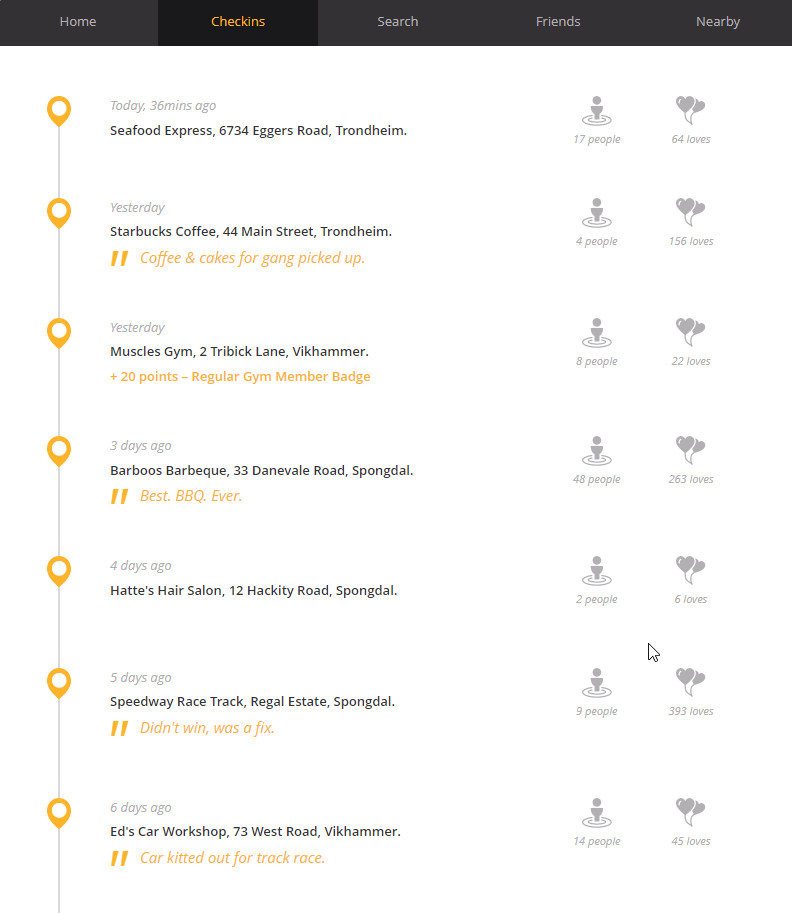 Home Checkins Search Friends Nearby
Today, 36mins ago
Seafood Express, 6734 Eggers Road, Trondheim.
17 people 64 loves
Yesterday
Starbucks Coffee, 44 Main Street, Trondheim.
" Coffee & cakes for gang picked up.
4 people 156 loves
Yesterday
Muscles Gym, 2 Tribick Lane, Vikhammer.
+ 20 points – Regular Gym Member Badge
8 people 22 loves
3 days ago
Barboos Barbeque, 33 Danevale Road, Spongdal.
" Best. BBQ. Ever.
48 people 263 loves
4 days ago
Hatte's Hair Salon, 12 Hackity Road, Spongdal.
2 people 6 loves
5 days ago
Speedway Race Track, Regal Estate, Spongdal.
" Didn't win, was a fix.
9 people 393 loves
6 days ago
Ed's Car Workshop, 73 West Road, Vikhammer.
" Car kitted out for track race.
14 people 45 loves